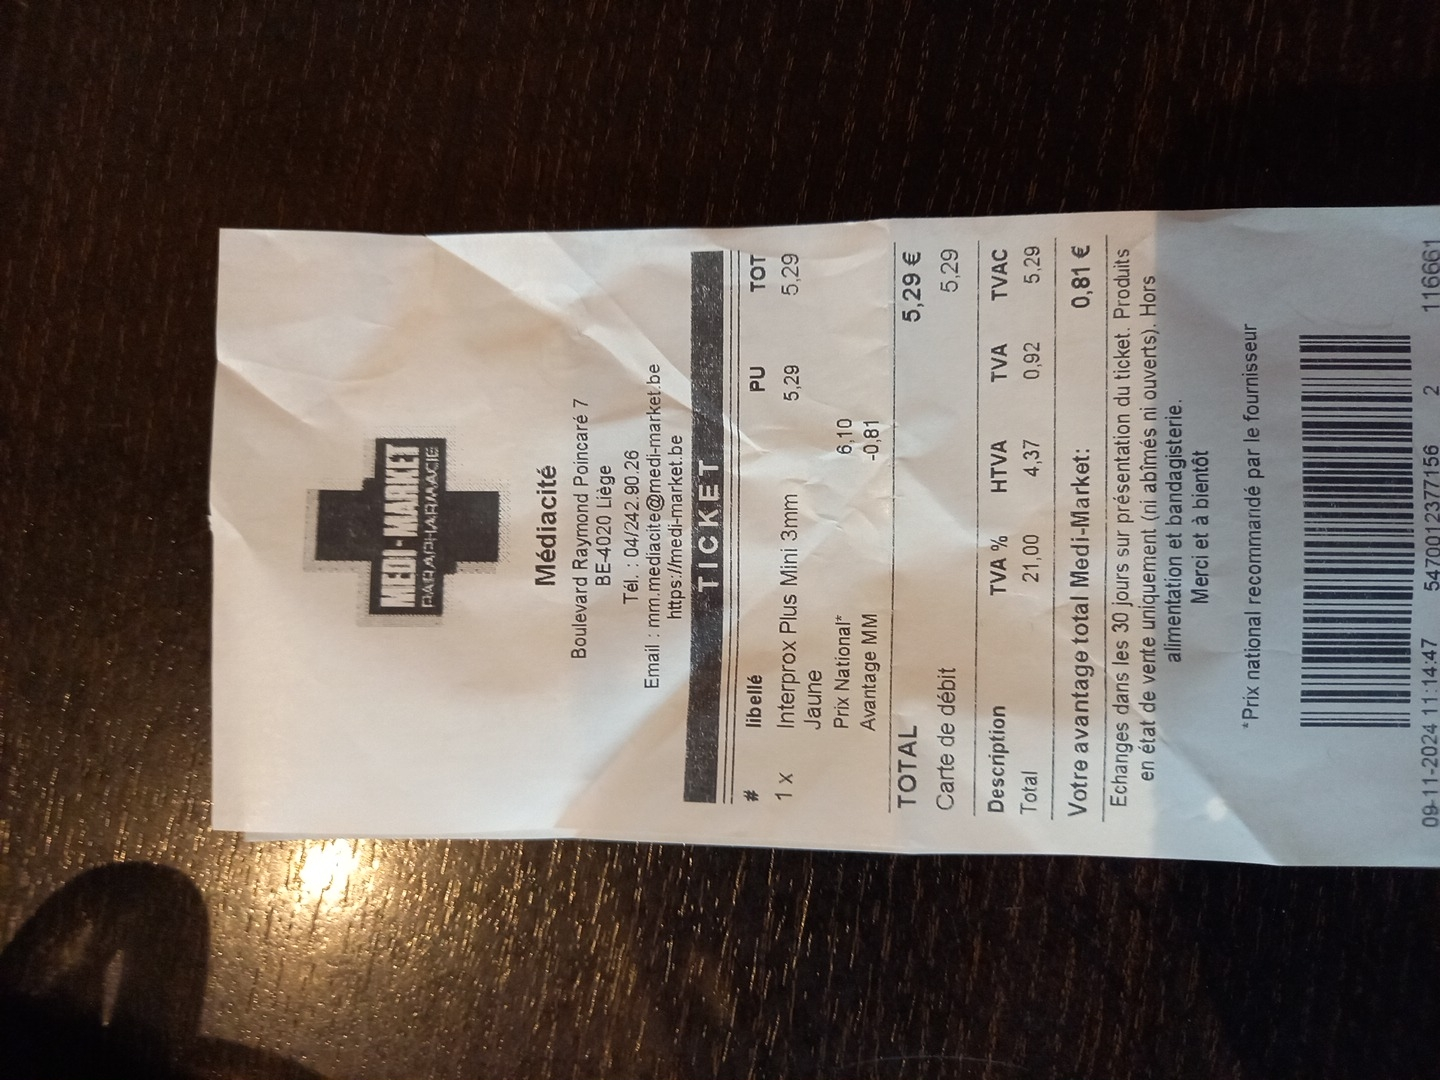 MEDI-MARKET
PARAPHARMACIE
Médiacité
Boulevard Raymond Poincaré 7
BE-4020 Liège
Tél. : 04/242.90.26
Email : mm.mediacite@medi-market.be
https://medi-market.be
TICKET
# libellé PU TOT
1 x Interprox Plus Mini 3mm 5,29 5,29
Jaune
Prix National* 6,10
Avantage MM -0,81
TOTAL 5,29 €
Carte de débit 5,29
Description TVA % HTVA TVA TVAC
Total 21,00 4,37 0,92 5,29
Votre avantage total Medi-Market: 0,81 €
Echanges dans les 30 jours sur présentation du ticket. Produits
en état de vente uniquement (ni abîmés ni ouverts). Hors
alimentation et bandagisterie.
Merci et à bientôt
*Prix national recommandé par le fournisseur
09-11-2024 11:14:47 5470012377156 2 116661